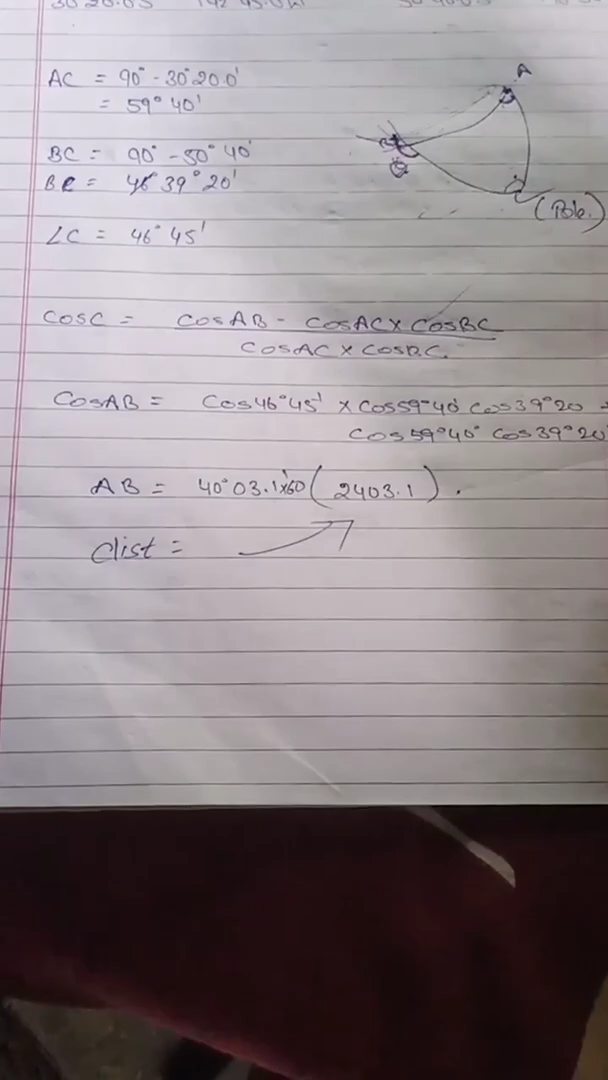 AC = 90° - 30°20.0'
= 59° 40'
A
BC = 90° - 50° 40'
BC = 39° 20'
(Pole)
∠C = 46° 45'
COSC = COSAB - COSACX COSBC
COSAC X COSBC.
COSAB = COS46°45' X COS59°40' COS39°20 +
COS59°40° COS39°20'
AB = 40° 03.1'x60 ( 2403.1 ) .
dist =